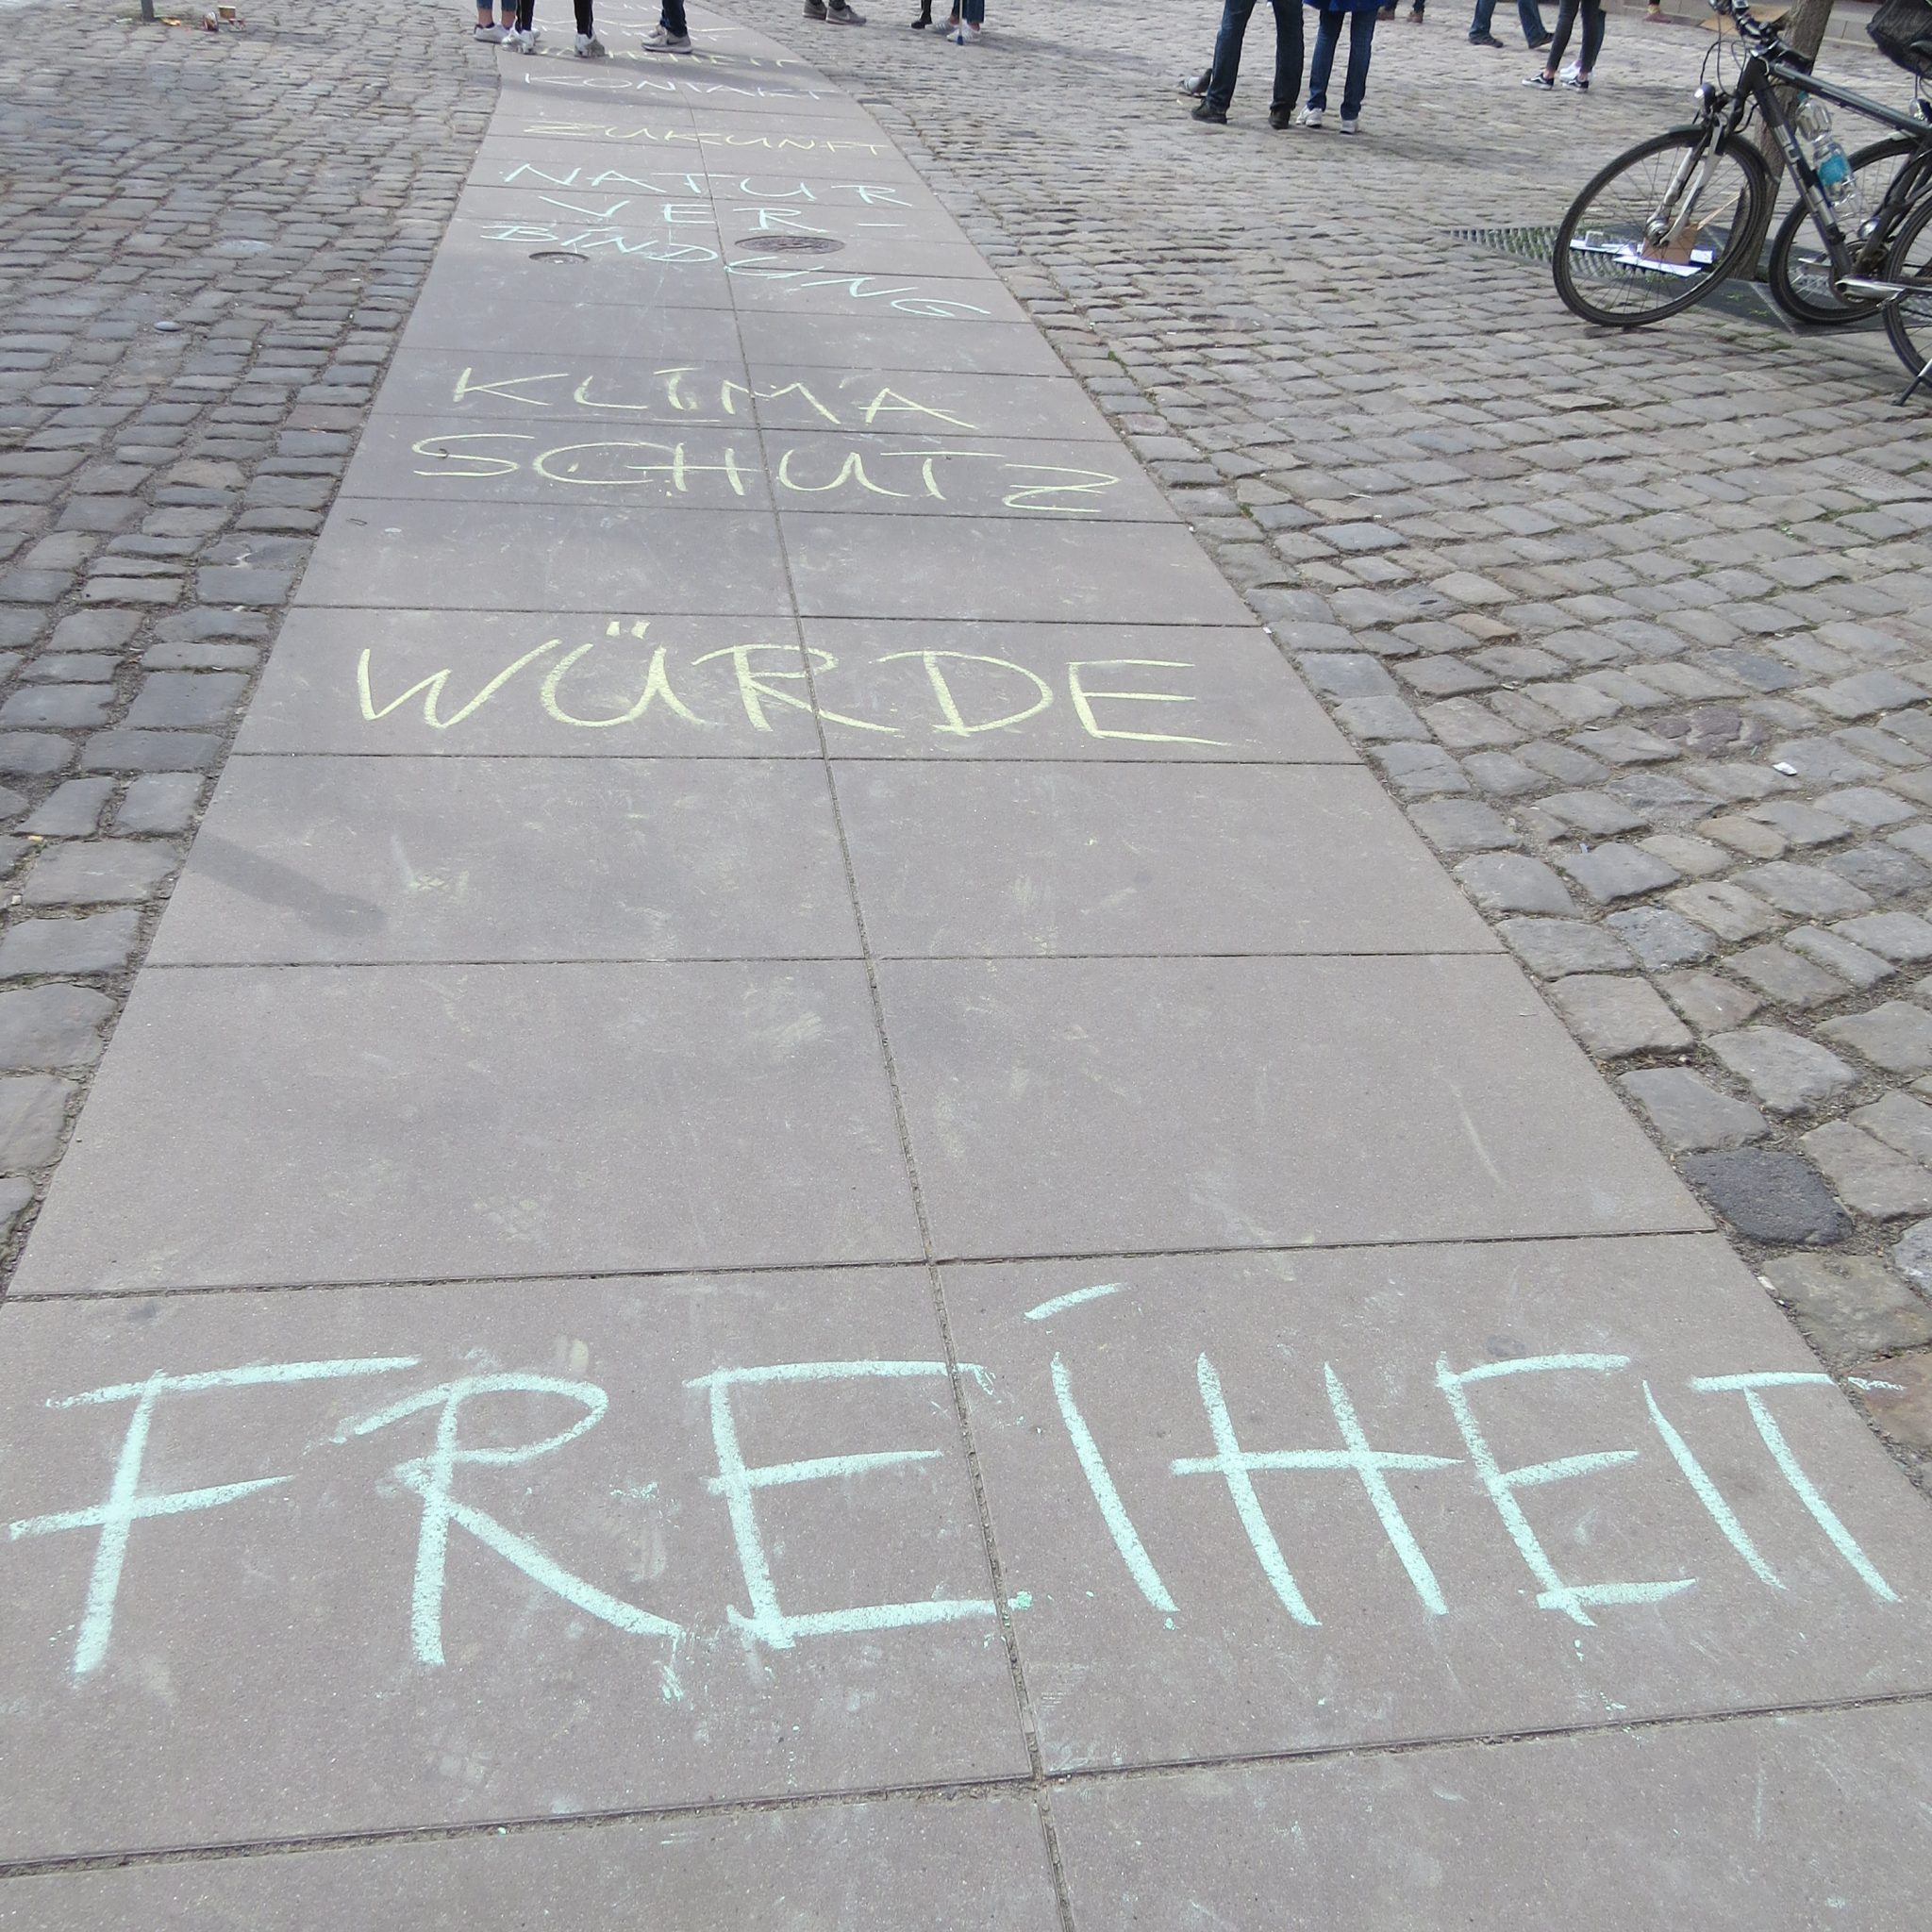 KONTAKT
ZUKUNFT
NATUR
VER-
BINDUNG
KLIMA
SCHUTZ
WÜRDE
FREIHEIT